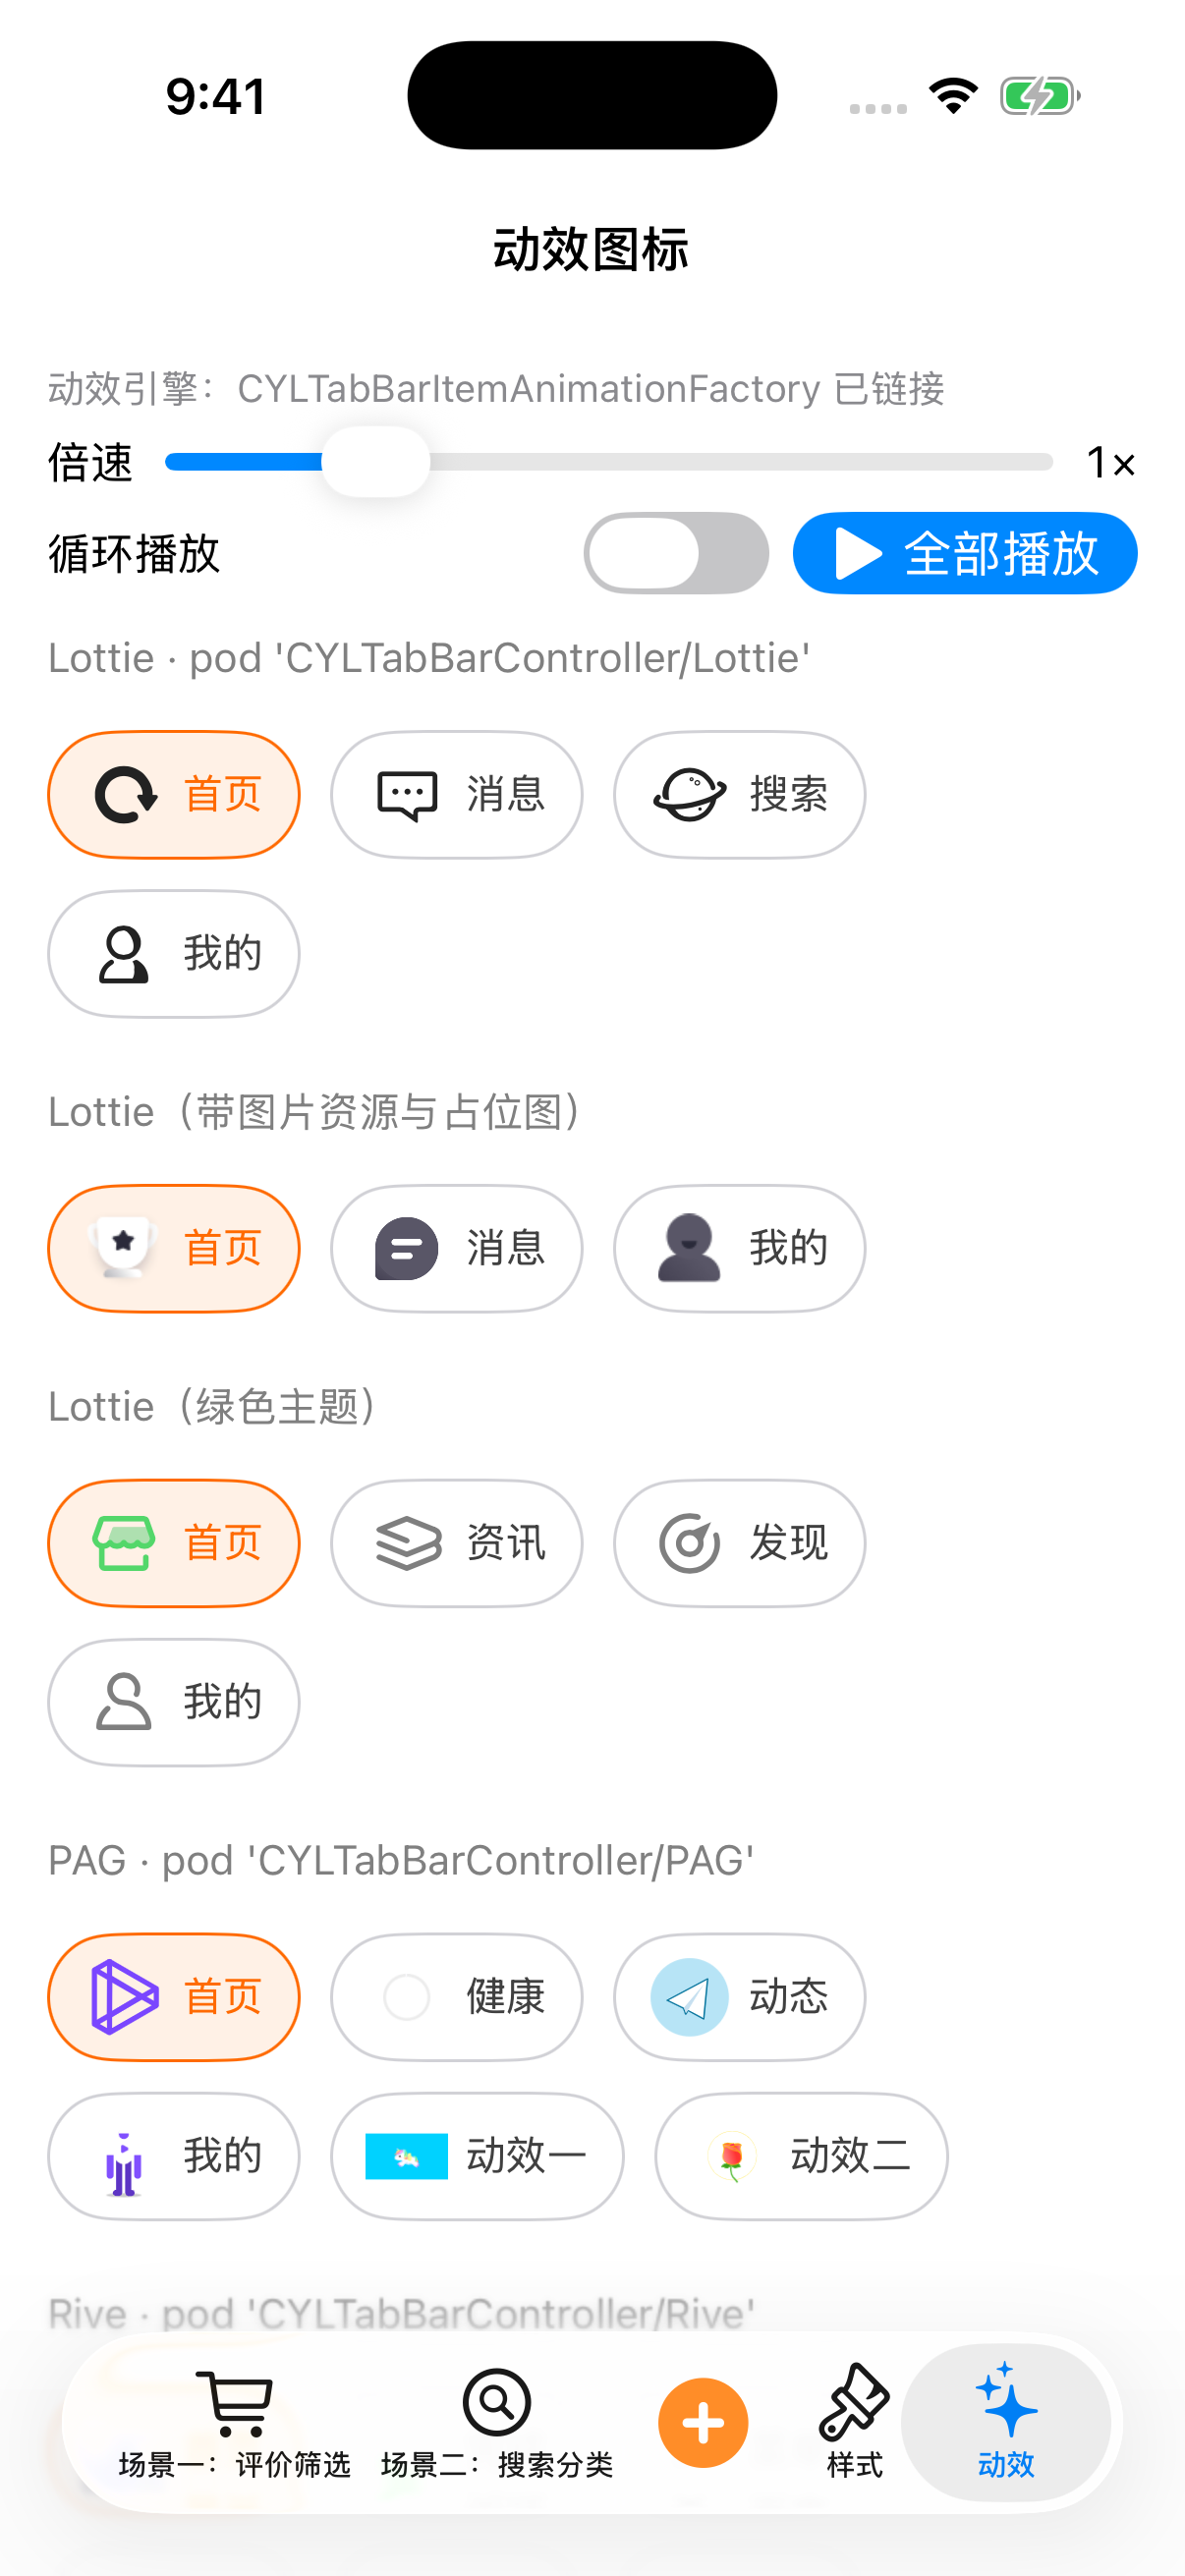 9:41
动效图标
动效引擎：CYLTabBarItemAnimationFactory 已链接
倍速 1×
循环播放 全部播放
Lottie · pod 'CYLTabBarController/Lottie'
首页 消息 搜索
我的
Lottie（带图片资源与占位图）
首页 消息 我的
Lottie（绿色主题）
首页 资讯 发现
我的
PAG · pod 'CYLTabBarController/PAG'
首页 健康 动态
我的 动效一 动效二
Rive · pod 'CYLTabBarController/Rive'
场景一：评价筛选 场景二：搜索分类 样式 动效